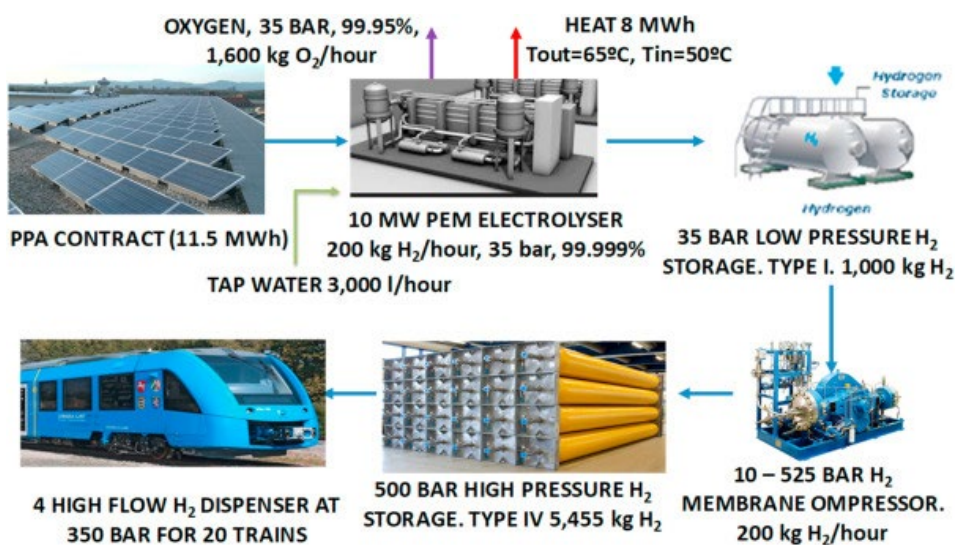 OXYGEN, 35 BAR, 99.95%,
1,600 kg O₂/hour
HEAT 8 MWh
Tout=65ºC, Tin=50ºC
Hydrogen
Storage
H₂
Hydrogen
PPA CONTRACT (11.5 MWh)
10 MW PEM ELECTROLYSER
200 kg H₂/hour, 35 bar, 99.999%
TAP WATER 3,000 l/hour
35 BAR LOW PRESSURE H₂
STORAGE. TYPE I. 1,000 kg H₂
4 HIGH FLOW H₂ DISPENSER AT
350 BAR FOR 20 TRAINS
500 BAR HIGH PRESSURE H₂
STORAGE. TYPE IV 5,455 kg H₂
10 – 525 BAR H₂
MEMBRANE OMPRESSOR.
200 kg H₂/hour